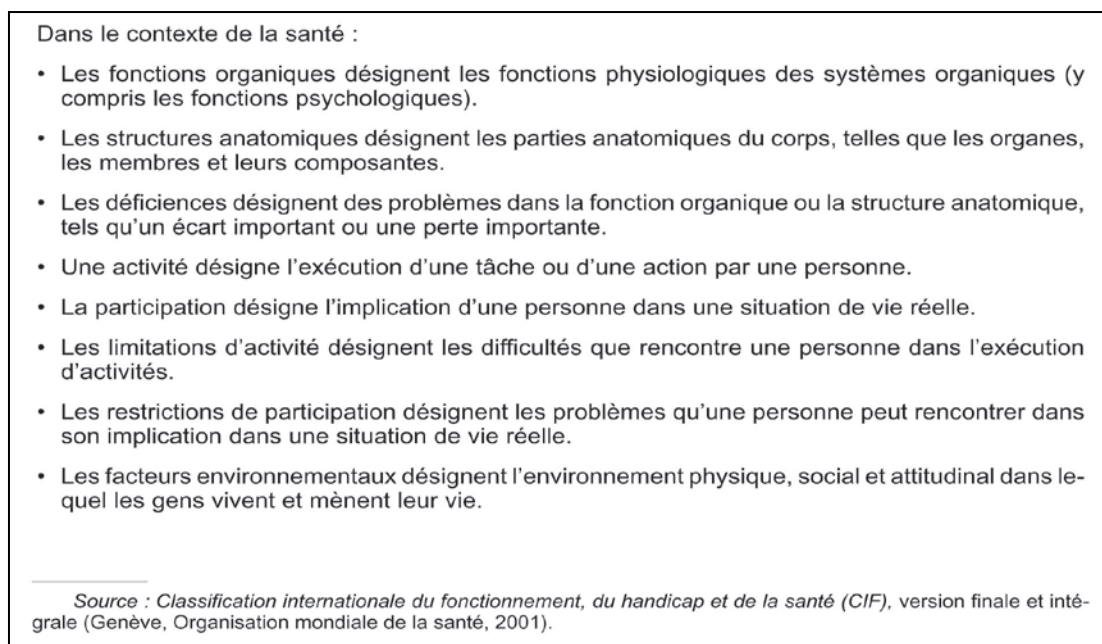 Dans le contexte de la santé :
• Les fonctions organiques désignent les fonctions physiologiques des systèmes organiques (y
compris les fonctions psychologiques).
• Les structures anatomiques désignent les parties anatomiques du corps, telles que les organes,
les membres et leurs composantes.
• Les déficiences désignent des problèmes dans la fonction organique ou la structure anatomique,
tels qu'un écart important ou une perte importante.
• Une activité désigne l'exécution d'une tâche ou d'une action par une personne.
• La participation désigne l'implication d'une personne dans une situation de vie réelle.
• Les limitations d'activité désignent les difficultés que rencontre une personne dans l'exécution
d'activités.
• Les restrictions de participation désignent les problèmes qu'une personne peut rencontrer dans
son implication dans une situation de vie réelle.
• Les facteurs environnementaux désignent l'environnement physique, social et attitudinal dans le-
quel les gens vivent et mènent leur vie.
Source : Classification internationale du fonctionnement, du handicap et de la santé (CIF), version finale et inté-
grale (Genève, Organisation mondiale de la santé, 2001).